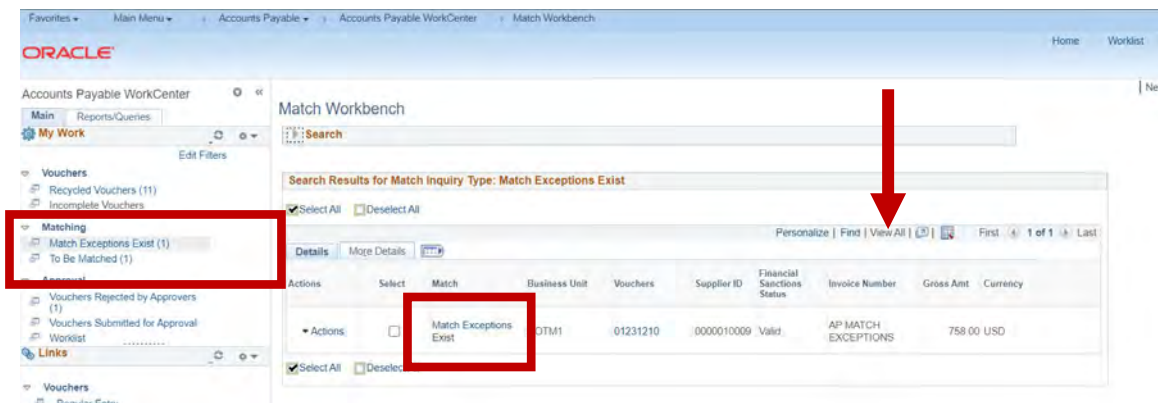 Favorites Main Menu Accounts Payable Accounts Payable WorkCenter Match Workbench
Home Worklist
ORACLE
Accounts Payable WorkCenter
Main Reports/Queries
My Work
Edit Filters
Vouchers
Recycled Vouchers (11)
Incomplete Vouchers
Matching
Match Exceptions Exist (1)
To Be Matched (1)
Vouchers Rejected by Approvers
(1)
Vouchers Submitted for Approval
Worklist
Links
Vouchers
Match Workbench
Search
Search Results for Match Inquiry Type: Match Exceptions Exist
Select All Deselect All
Personalize | Find | View All | First 1 of 1 Last
Details More Details
Actions Select Match Business Unit Vouchers Supplier ID Financial Sanctions Status Invoice Number Gross Amt Currency
Actions Match Exceptions Exist OTM1 01231210 0000010009 Valid AP MATCH EXCEPTIONS 758.00 USD
Select All